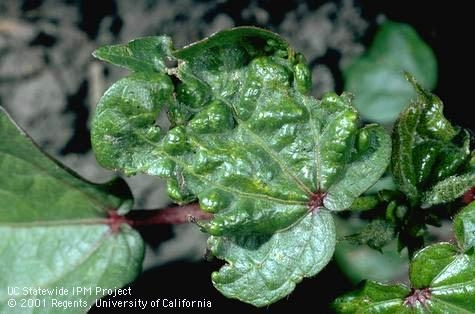 UC Statewide IPM Project
© 2001 Regents, University of California